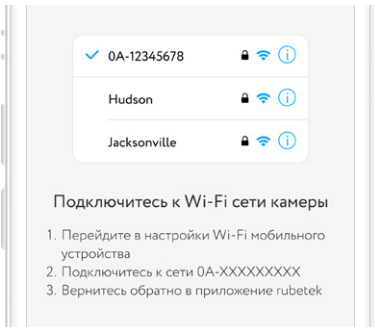 0A-12345678
Hudson
Jacksonville
Подключитесь к Wi-Fi сети камеры
1. Перейдите в настройки Wi-Fi мобильного
устройства
2. Подключитесь к сети 0A-XXXXXXXXX
3. Вернитесь обратно в приложение rubetek